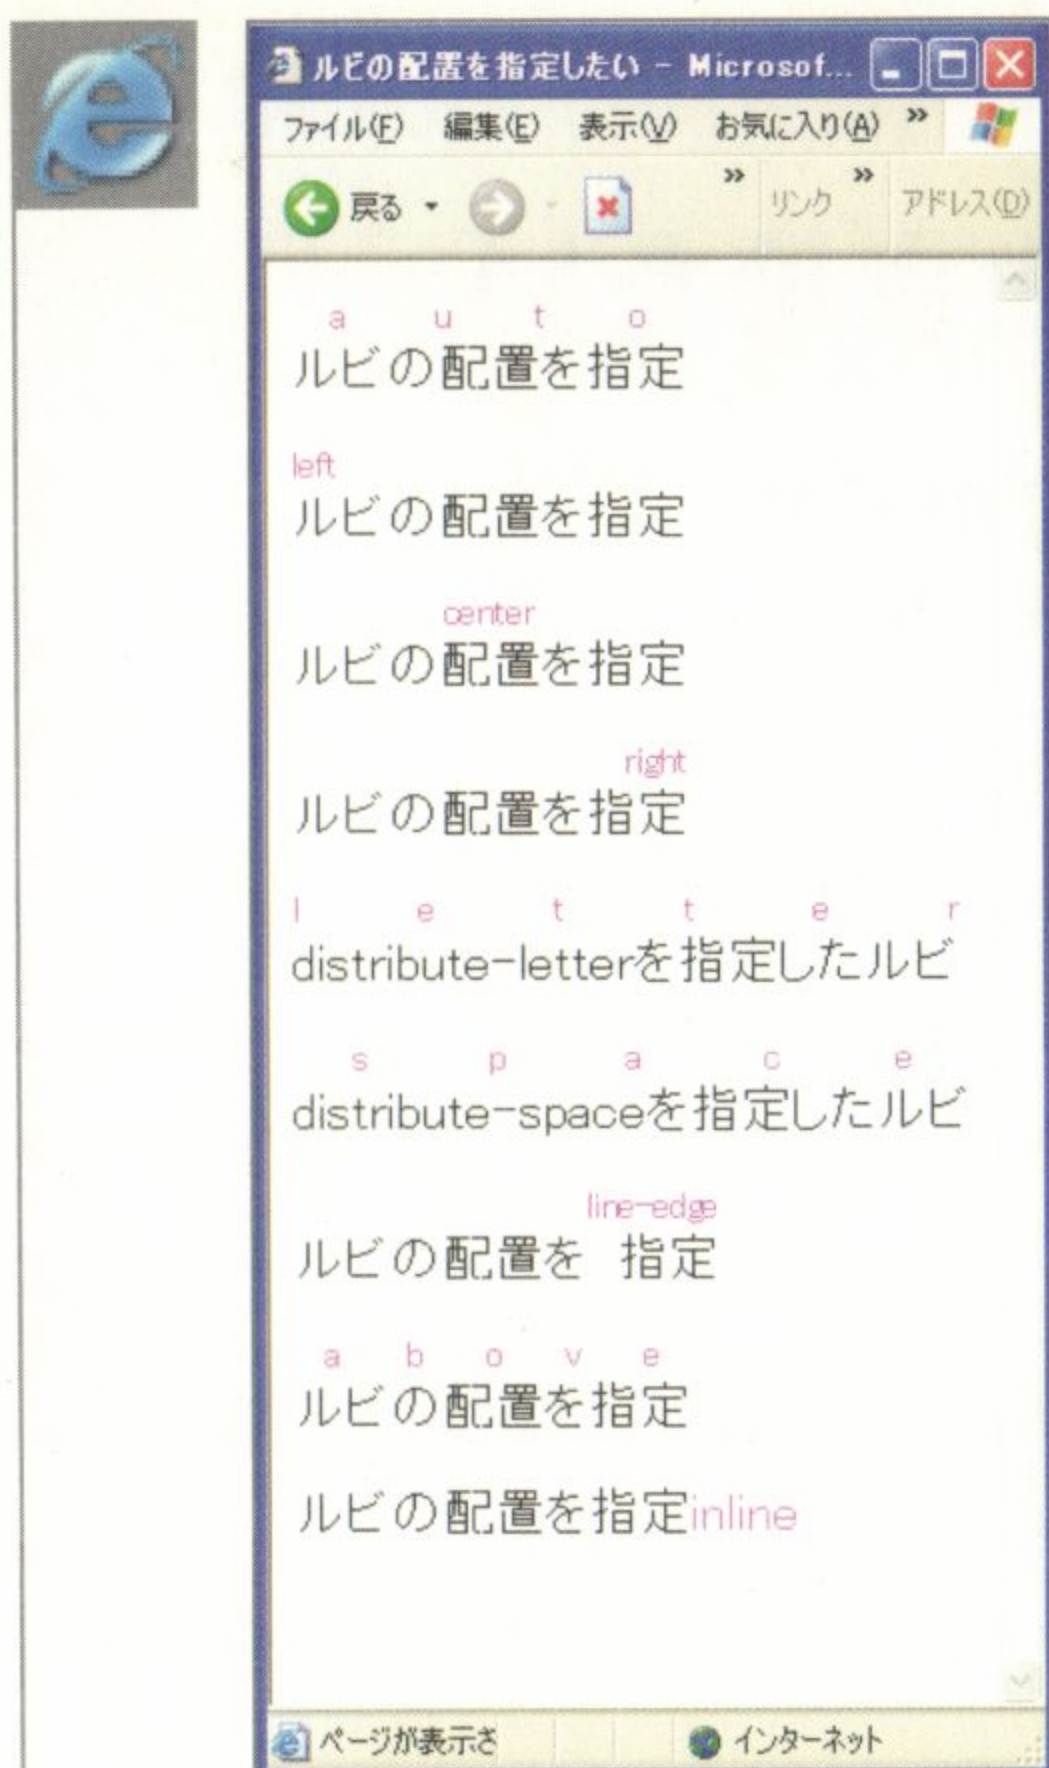 ルビの配置を指定したい - Microsof...
ファイル(F) 編集(E) 表示(V) お気に入り(A) »
戻る » リンク » アドレス(D)
a u t o
ルビの配置を指定
left
ルビの配置を指定
center
ルビの配置を指定
right
ルビの配置を指定
l e t t e r
distribute-letterを指定したルビ
s p a c e
distribute-spaceを指定したルビ
line-edge
ルビの配置を 指定
a b o v e
ルビの配置を指定
ルビの配置を指定inline
ページが表示さ インターネット